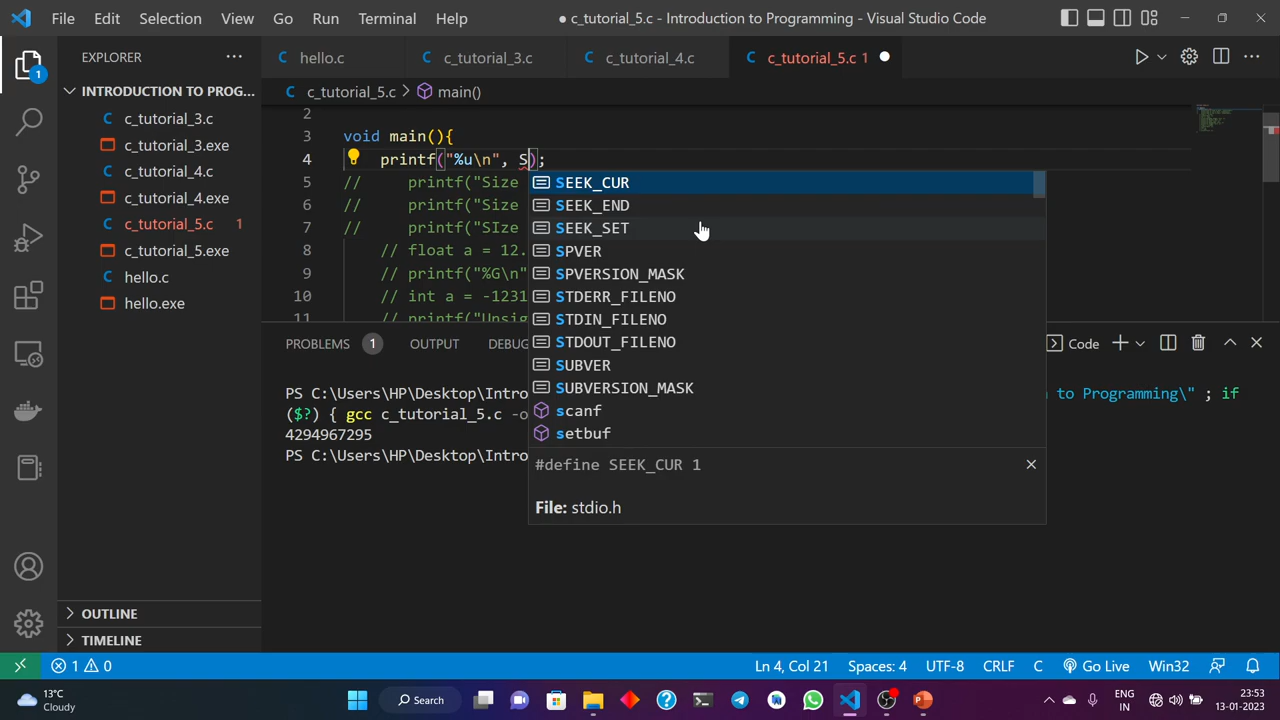 File Edit Selection View Go Run Terminal Help
● c_tutorial_5.c - Introduction to Programming - Visual Studio Code
1
EXPLORER
INTRODUCTION TO PROG...
C c_tutorial_3.c
c_tutorial_3.exe
C c_tutorial_4.c
c_tutorial_4.exe
C c_tutorial_5.c 1
c_tutorial_5.exe
C hello.c
hello.exe
OUTLINE
TIMELINE
C hello.c
C c_tutorial_3.c
C c_tutorial_4.c
C c_tutorial_5.c 1 ●
C c_tutorial_5.c > main()
2
3 void main(){
4 printf("%u\n", S);
5 // printf("Size
6 // printf("Size
7 // printf("SIze
8 // float a = 12.
9 // printf("%G\n"
10 // int a = -1231
11 // printf("Unsig
SEEK_CUR
SEEK_END
SEEK_SET
SPVER
SPVERSION_MASK
STDERR_FILENO
STDIN_FILENO
STDOUT_FILENO
SUBVER
SUBVERSION_MASK
scanf
setbuf
#define SEEK_CUR 1
File: stdio.h
PROBLEMS 1 OUTPUT DEBUG Code
PS C:\Users\HP\Desktop\Intro to Programming\" ; if
($?) { gcc c_tutorial_5.c -o
4294967295
PS C:\Users\HP\Desktop\Intro
1 0 Ln 4, Col 21 Spaces: 4 UTF-8 CRLF C Go Live Win32
13°C
Cloudy
Search
ENG
IN
23:53
13-01-2023